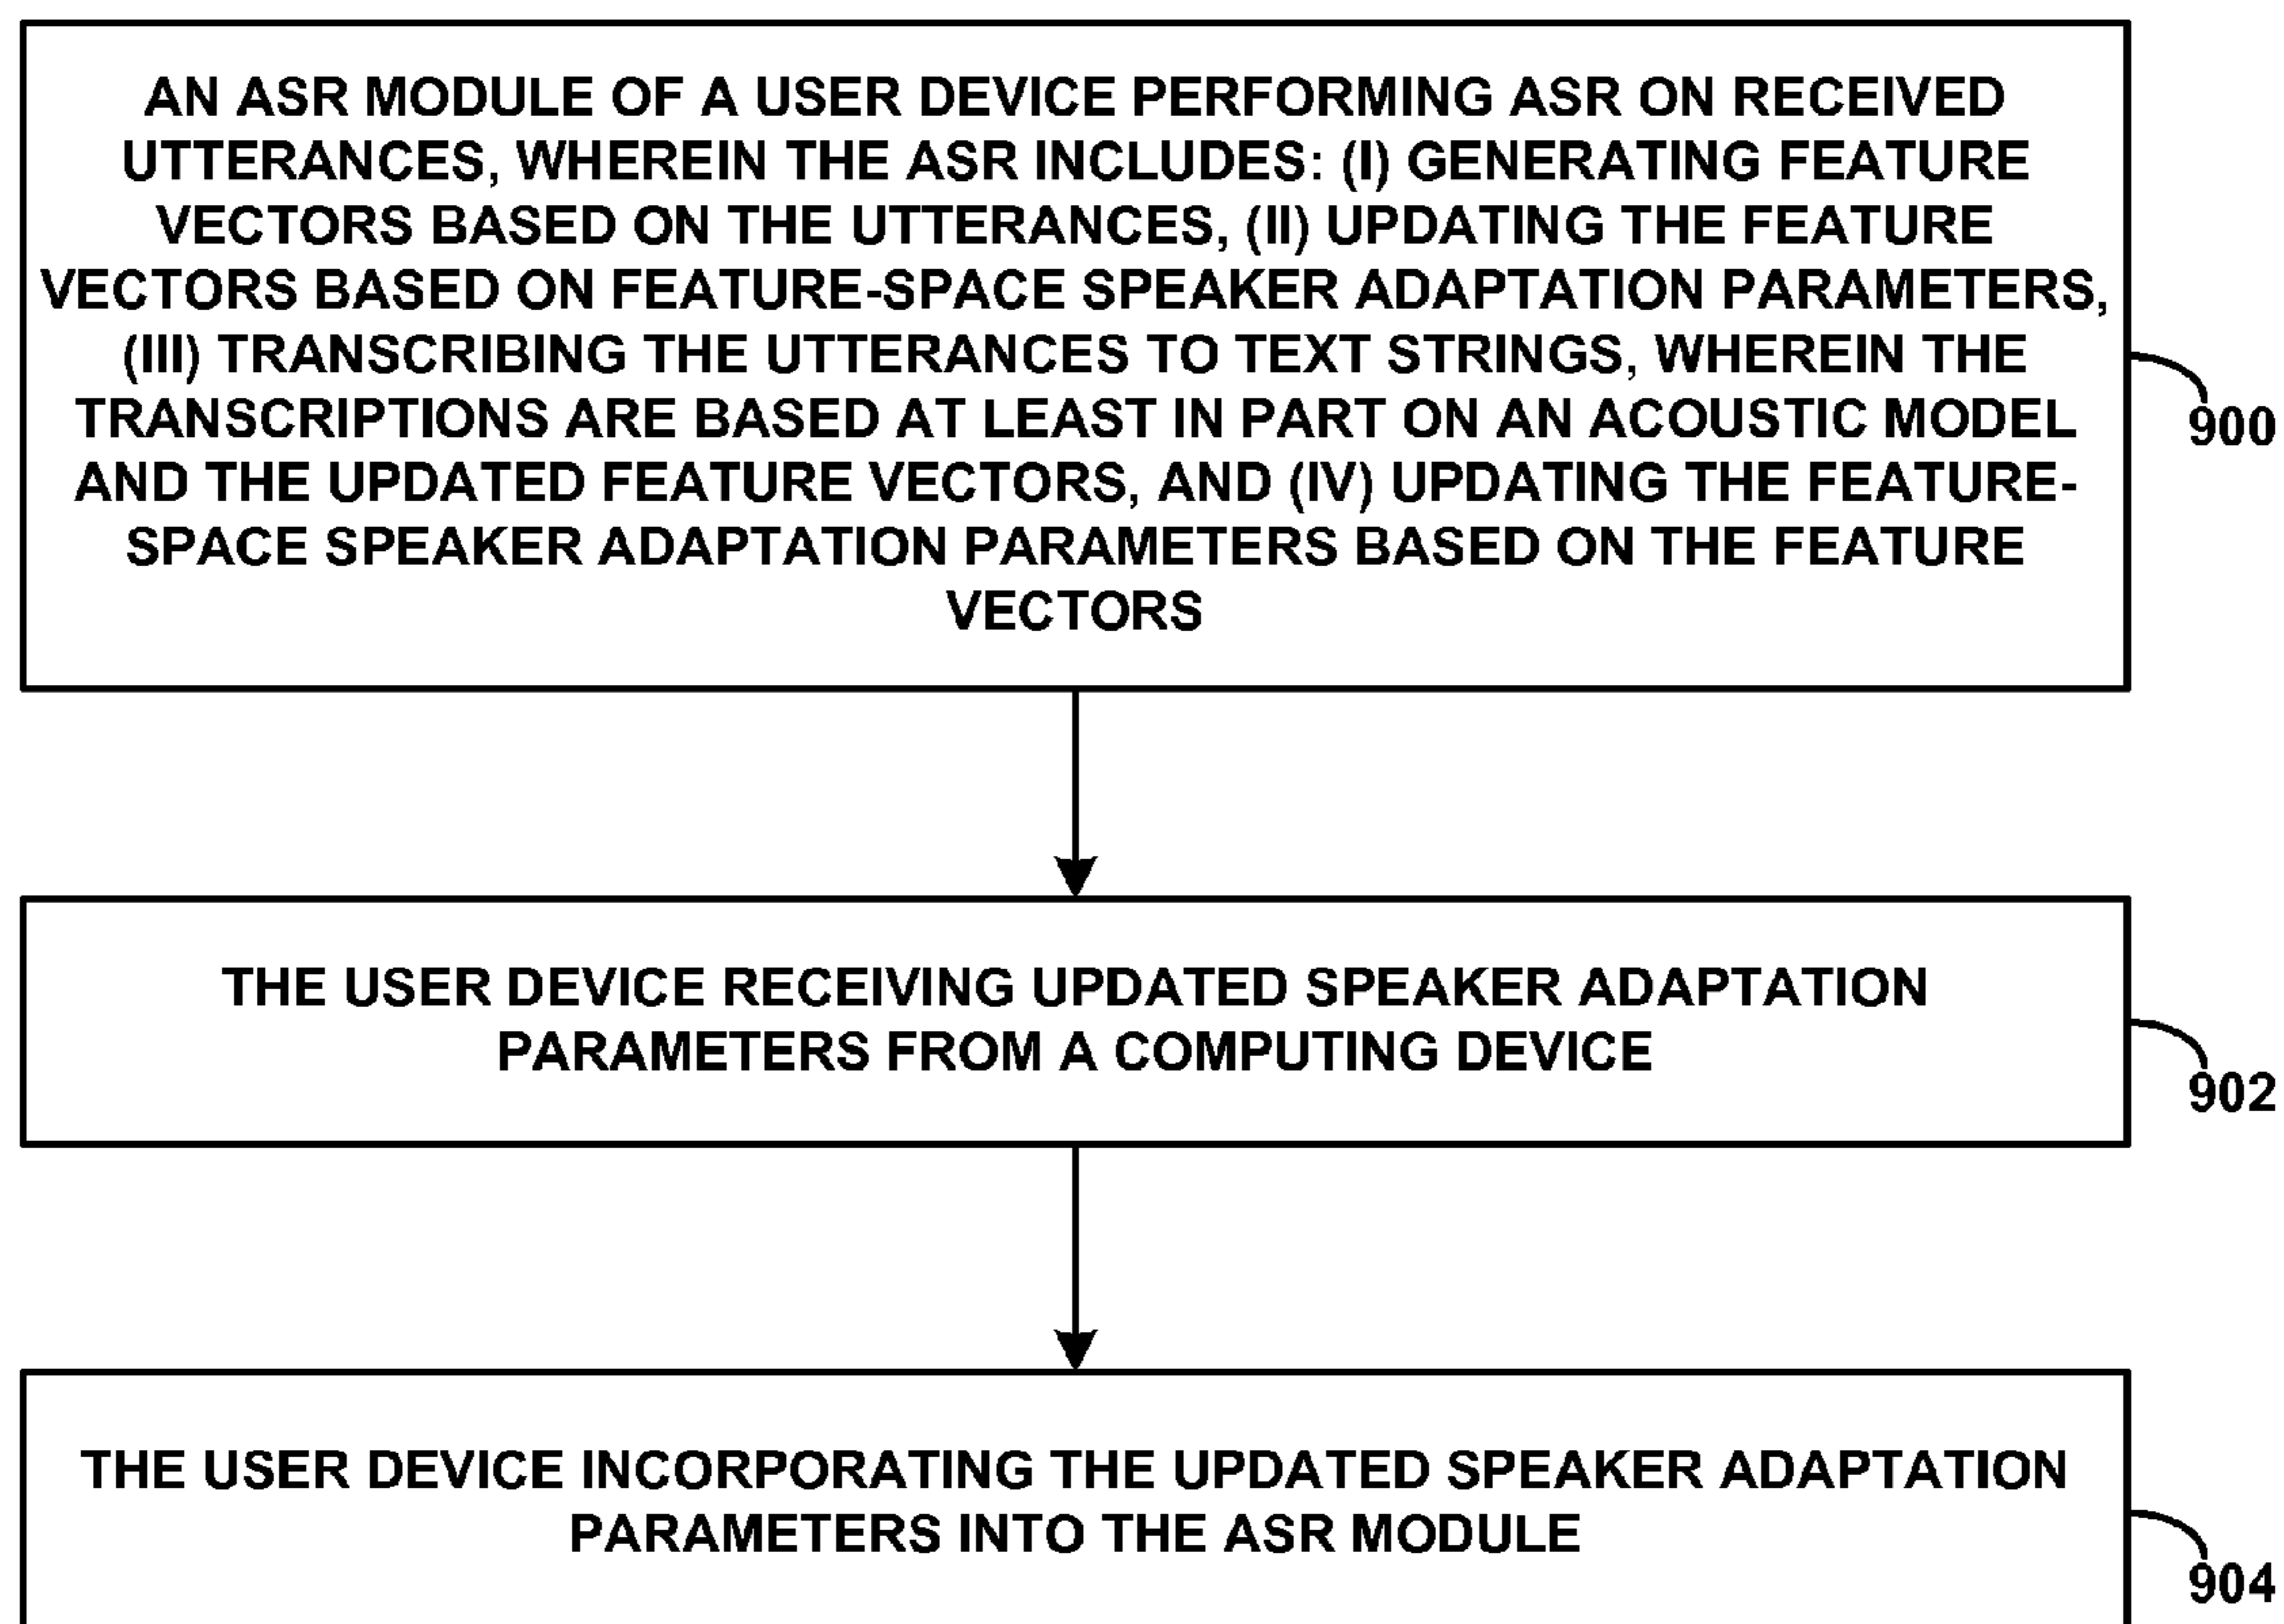 AN ASR MODULE OF A USER DEVICE PERFORMING ASR ON RECEIVED
UTTERANCES, WHEREIN THE ASR INCLUDES: (I) GENERATING FEATURE
VECTORS BASED ON THE UTTERANCES, (II) UPDATING THE FEATURE
VECTORS BASED ON FEATURE-SPACE SPEAKER ADAPTATION PARAMETERS,
(III) TRANSCRIBING THE UTTERANCES TO TEXT STRINGS, WHEREIN THE
TRANSCRIPTIONS ARE BASED AT LEAST IN PART ON AN ACOUSTIC MODEL
AND THE UPDATED FEATURE VECTORS, AND (IV) UPDATING THE FEATURE-
SPACE SPEAKER ADAPTATION PARAMETERS BASED ON THE FEATURE
VECTORS
900
THE USER DEVICE RECEIVING UPDATED SPEAKER ADAPTATION
PARAMETERS FROM A COMPUTING DEVICE
902
THE USER DEVICE INCORPORATING THE UPDATED SPEAKER ADAPTATION
PARAMETERS INTO THE ASR MODULE
904